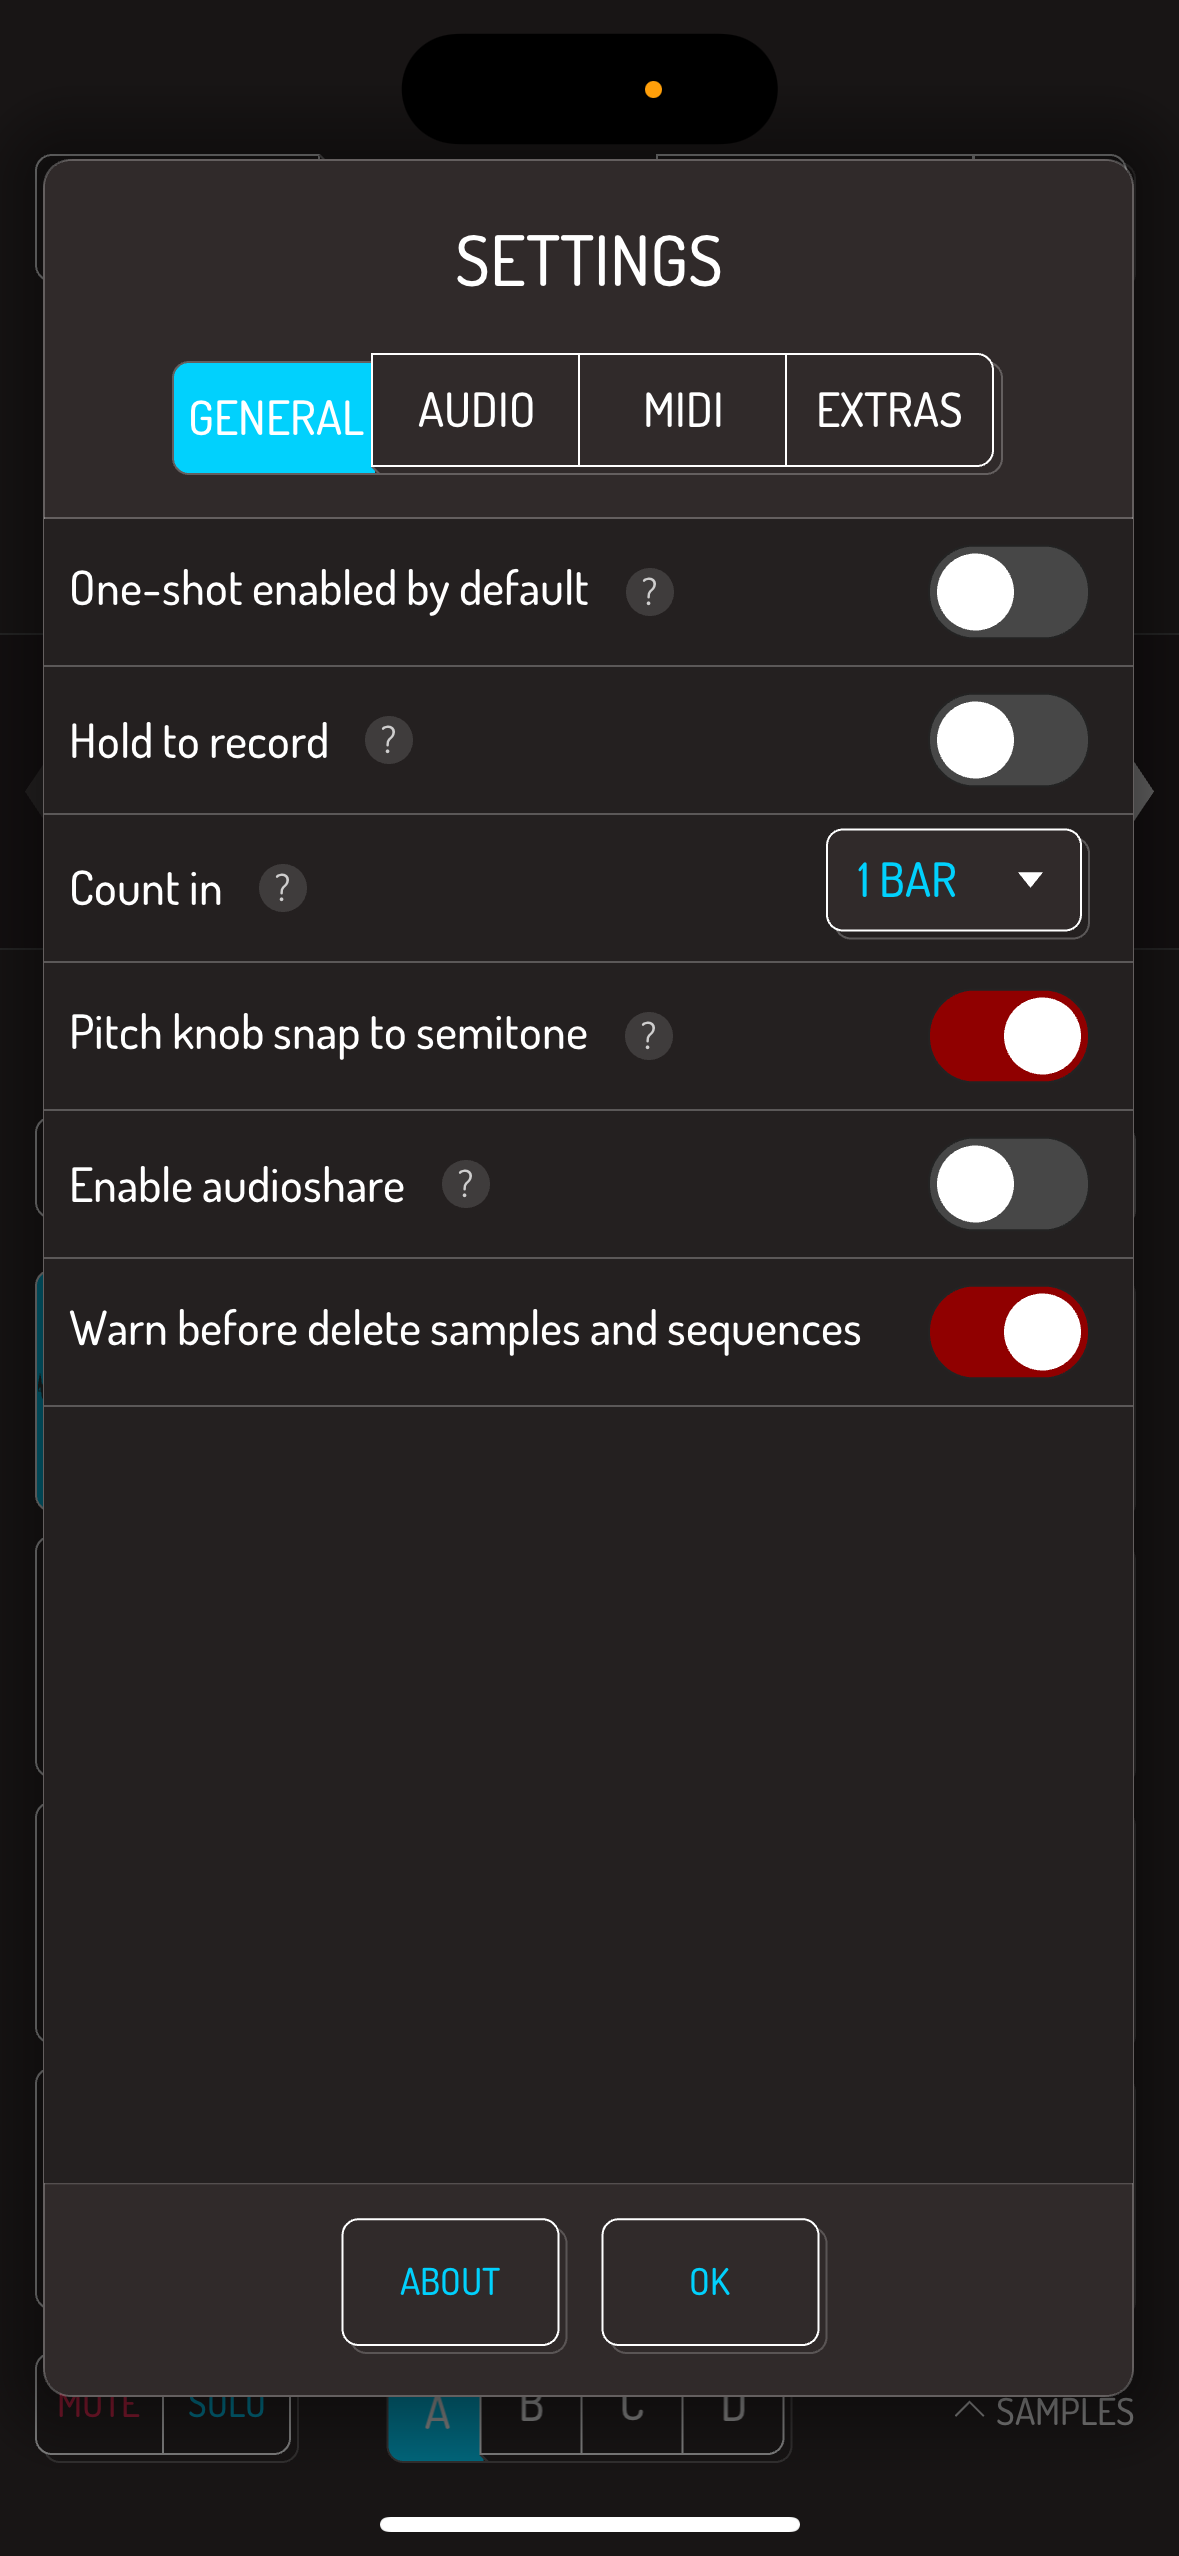 SETTINGS
GENERAL AUDIO MIDI EXTRAS
One-shot enabled by default ?
Hold to record ?
Count in ? 1 BAR
Pitch knob snap to semitone ?
Enable audioshare ?
Warn before delete samples and sequences
ABOUT OK
MUTE SOLO A B C D SAMPLES